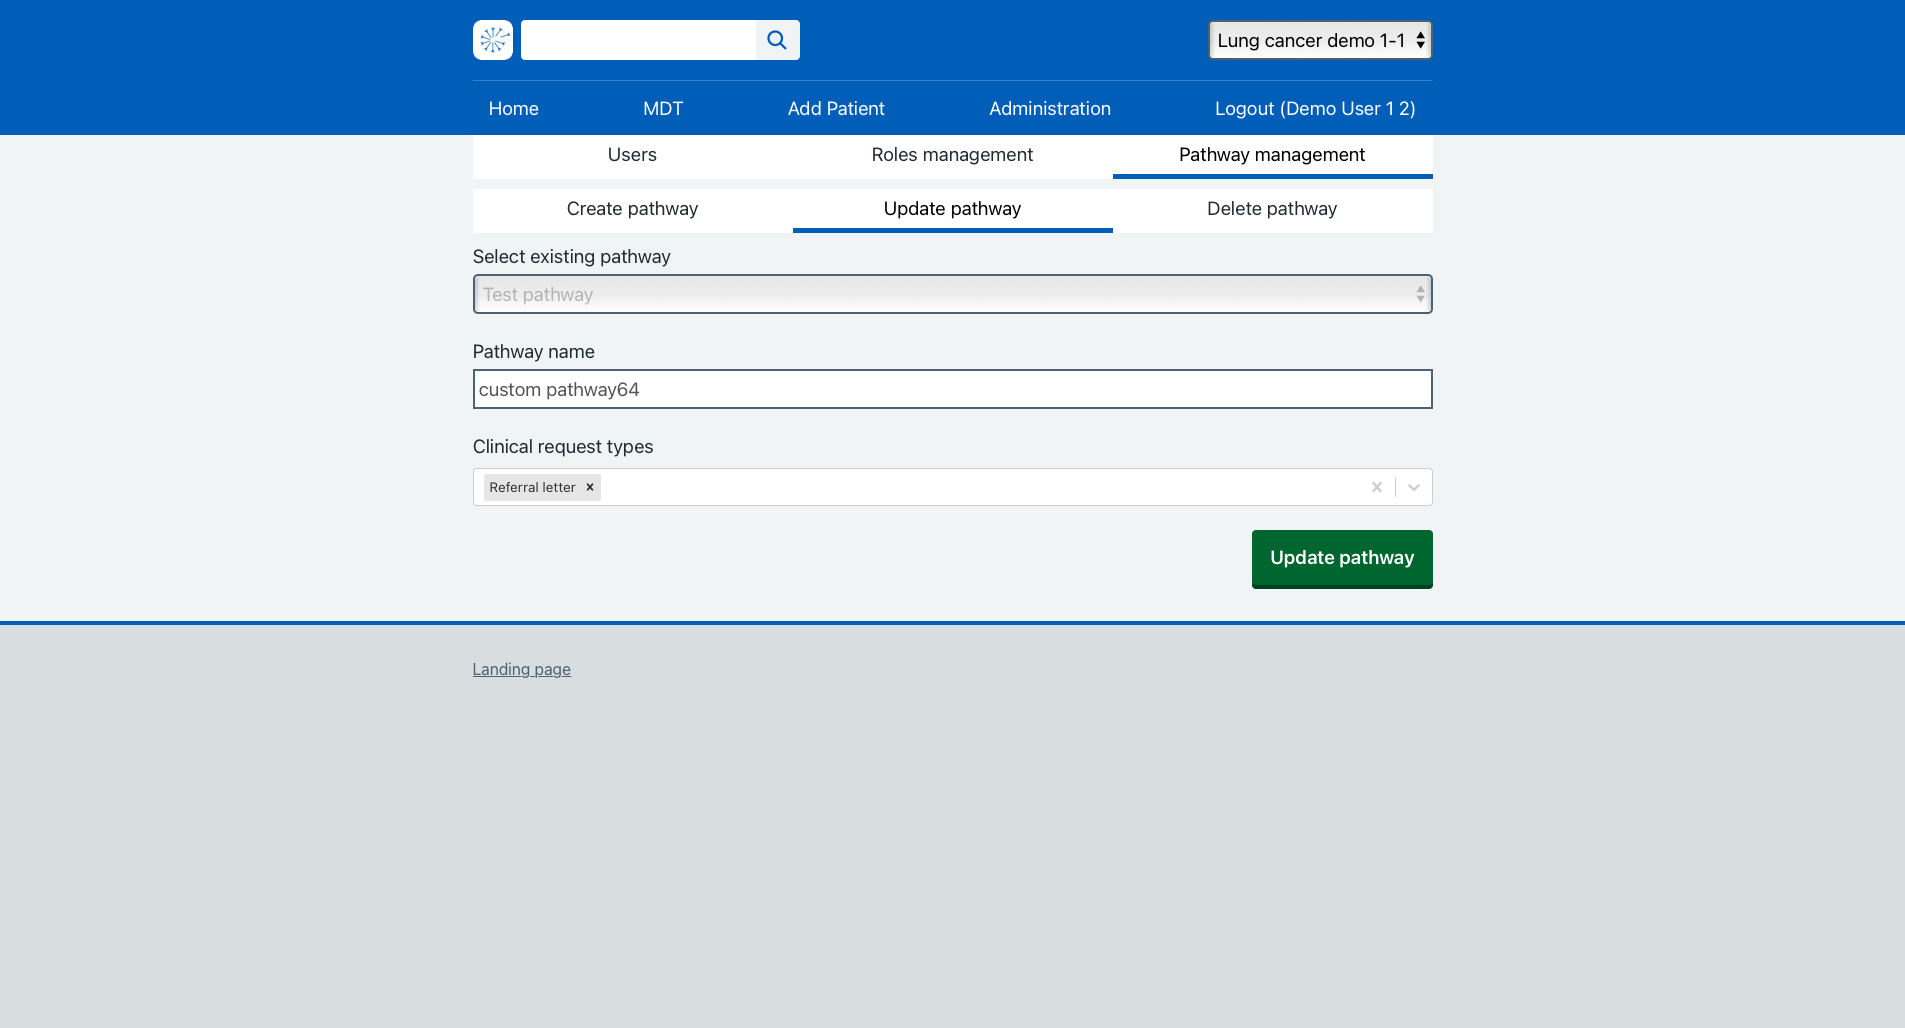 Lung cancer demo 1-1
Home MDT Add Patient Administration Logout (Demo User 1 2)
Users Roles management Pathway management
Create pathway Update pathway Delete pathway
Select existing pathway
Test pathway
Pathway name
custom pathway64
Clinical request types
Referral letter
Update pathway
Landing page